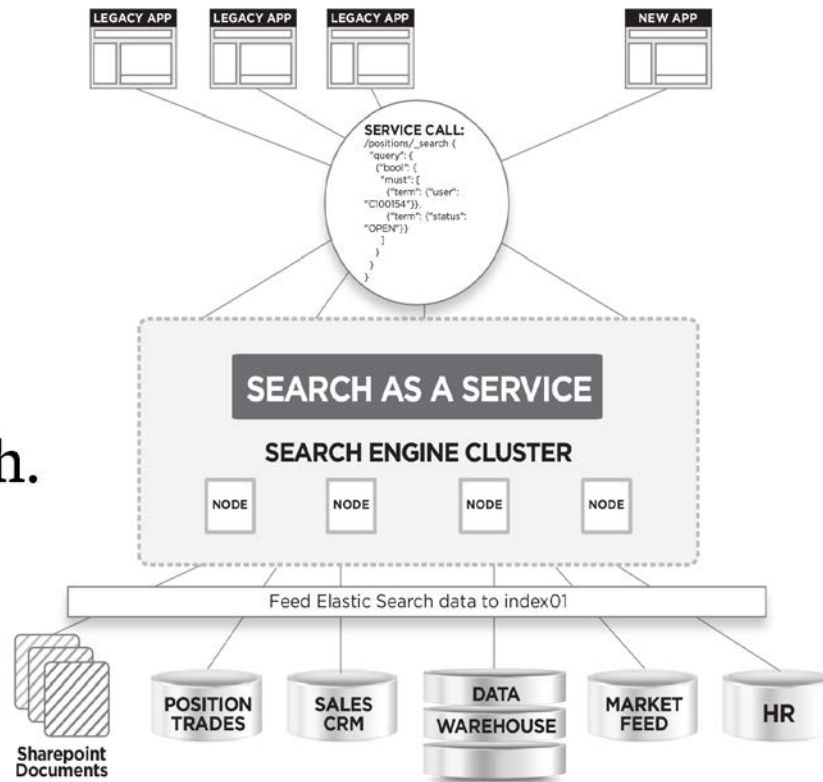 LEGACY APP
LEGACY APP
LEGACY APP
NEW APP
SERVICE CALL:
/positions/_search {
"query": {
{"bool": {
"must": [
{"term": {"user":
"C100154"}},
{"term": {"status":
"OPEN"}}
]
}
}
}
SEARCH AS A SERVICE
SEARCH ENGINE CLUSTER
h.
NODE
NODE
NODE
NODE
Feed Elastic Search data to index01
Sharepoint
Documents
POSITION
TRADES
SALES
CRM
DATA
WAREHOUSE
MARKET
FEED
HR